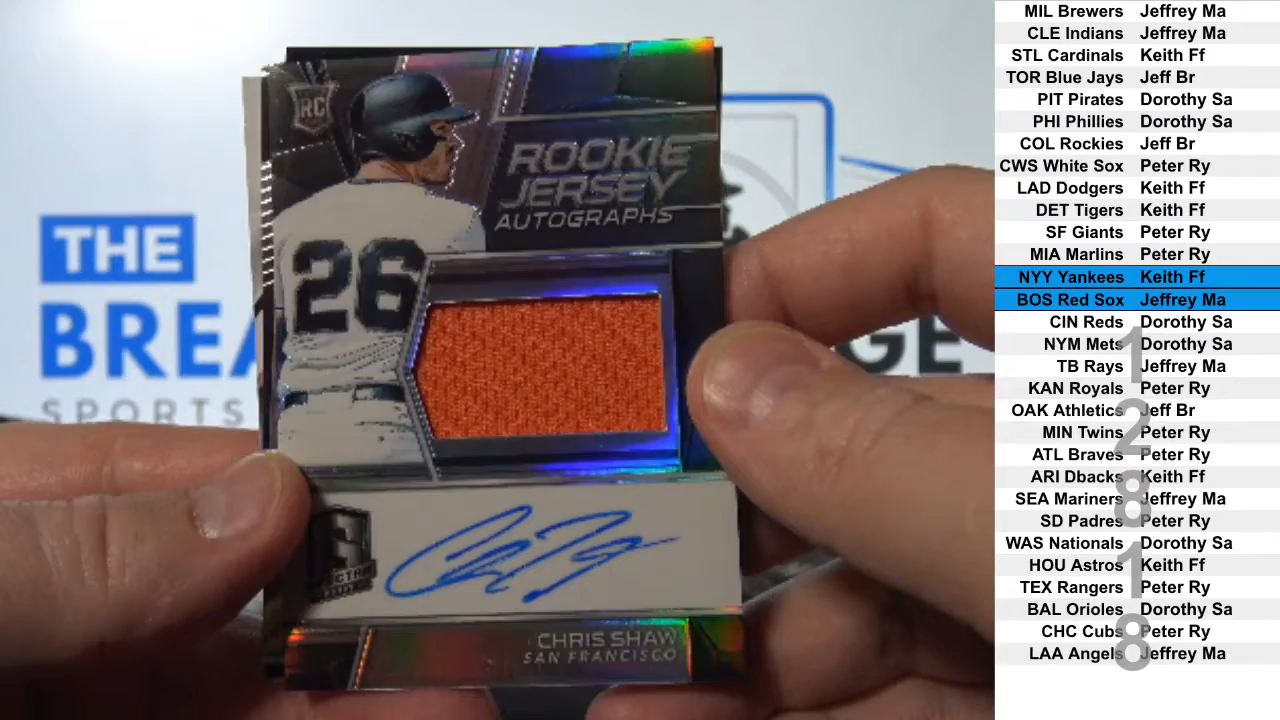 RC
ROOKIE
JERSEY
AUTOGRAPHS
26
THE
BREA
GE
SPORTS
CHRIS SHAW
SAN FRANCISCO
MIL Brewers Jeffrey Ma
CLE Indians Jeffrey Ma
STL Cardinals Keith Ff
TOR Blue Jays Jeff Br
PIT Pirates Dorothy Sa
PHI Phillies Dorothy Sa
COL Rockies Jeff Br
CWS White Sox Peter Ry
LAD Dodgers Keith Ff
DET Tigers Keith Ff
SF Giants Peter Ry
MIA Marlins Peter Ry
NYY Yankees Keith Ff
BOS Red Sox Jeffrey Ma
CIN Reds Dorothy Sa
NYM Mets Dorothy Sa
TB Rays Jeffrey Ma
KAN Royals Peter Ry
OAK Athletics Jeff Br
MIN Twins Peter Ry
ATL Braves Peter Ry
ARI Dbacks Keith Ff
SEA Mariners Jeffrey Ma
SD Padres Peter Ry
WAS Nationals Dorothy Sa
HOU Astros Keith Ff
TEX Rangers Peter Ry
BAL Orioles Dorothy Sa
CHC Cubs Peter Ry
LAA Angels Jeffrey Ma
1
2
8
1
8